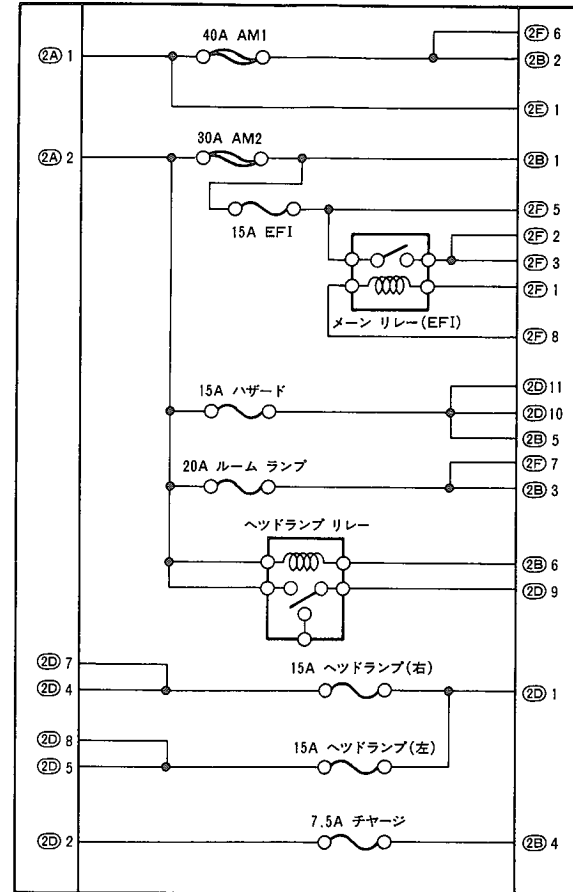 40A AM1
2A 1
2F 6
2B 2
2E 1
30A AM2
2A 2
2B 1
15A EFI
2F 5
2F 2
2F 3
2F 1
メーン リレー(EFI)
2F 8
15A ハザード
2D 11
2D 10
2B 5
20A ルーム ランプ
2F 7
2B 3
ヘツドランプ リレー
2B 6
2D 9
2D 7
2D 4
15A ヘツドランプ(右)
2D 1
2D 8
2D 5
15A ヘツドランプ(左)
7.5A チヤージ
2D 2
2B 4